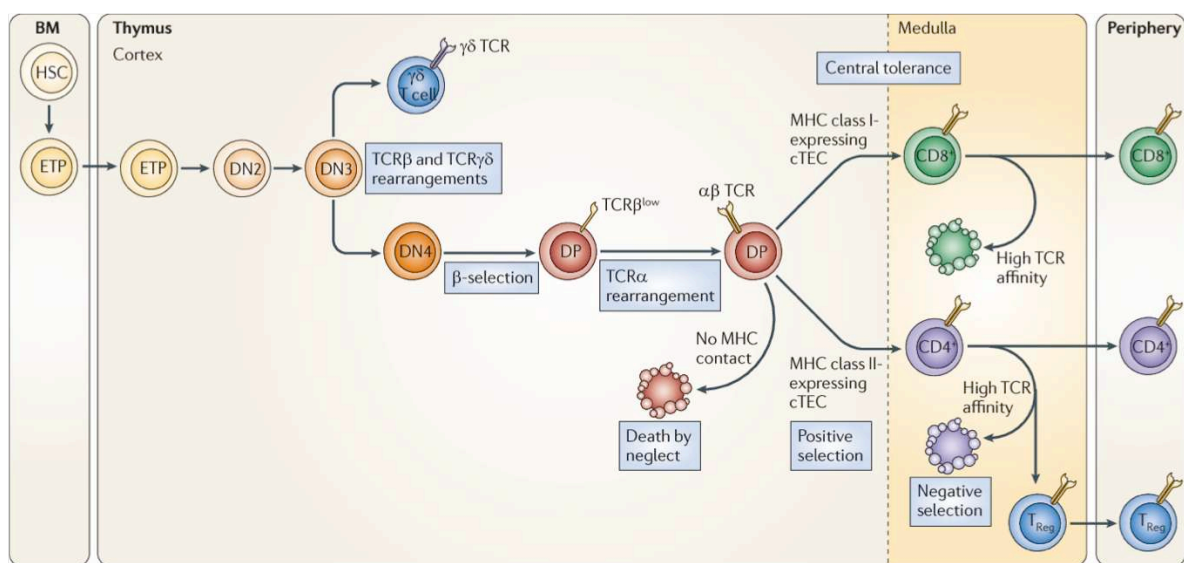 BM
HSC
ETP
Thymus
Cortex
ETP
DN2
DN3
γδ
T cell
γδ TCR
TCRβ and TCRγδ
rearrangements
DN4
β-selection
DP
TCRβlow
TCRα
rearrangement
αβ TCR
DP
No MHC
contact
Death by
neglect
MHC class I-
expressing
cTEC
MHC class II-
expressing
cTEC
Positive
selection
Central tolerance
Medulla
CD8⁺
High TCR
affinity
CD4⁺
High TCR
affinity
Negative
selection
TReg
Periphery
CD8⁺
CD4⁺
TReg